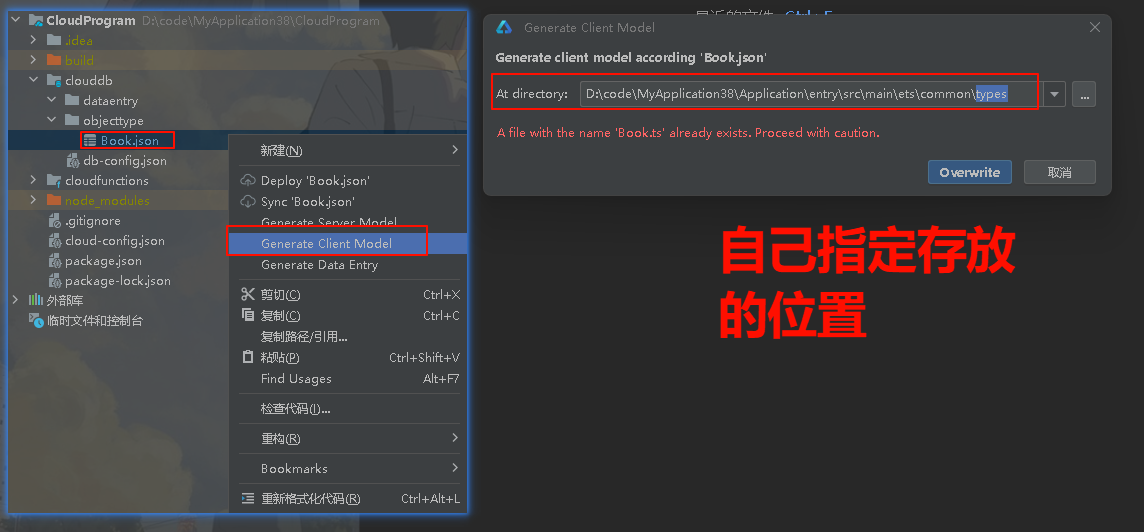 CloudProgram D:\code\MyApplication38\CloudProgram
.idea
build
clouddb
dataentry
objecttype
Book.json
db-config.json
cloudfunctions
node_modules
.gitignore
cloud-config.json
package.json
package-lock.json
外部库
临时文件和控制台
新建(N)
Deploy 'Book.json'
Sync 'Book.json'
Generate Server Model
Generate Client Model
Generate Data Entry
剪切(C) Ctrl+X
复制(C) Ctrl+C
复制路径/引用...
粘贴(P) Ctrl+Shift+V
Find Usages Alt+F7
检查代码(I)...
重构(R)
Bookmarks
重新格式化代码(R) Ctrl+Alt+L
Generate Client Model
Generate client model according 'Book.json'
At directory: D:\code\MyApplication38\Application\entry\src\main\ets\common\types
...
A file with the name 'Book.ts' already exists. Proceed with caution.
Overwrite 取消
自己指定存放
的位置